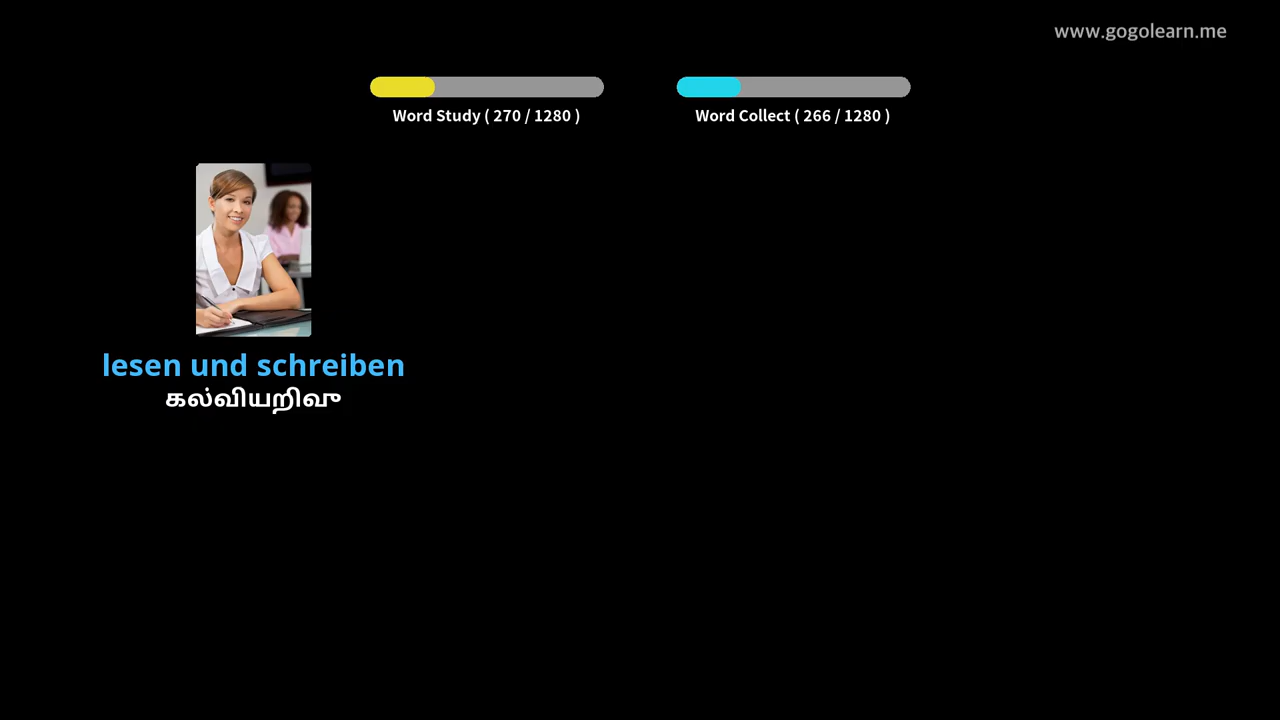 www.gogolearn.me
Word Study ( 270 / 1280 )
Word Collect ( 266 / 1280 )
lesen und schreiben
கல்வியறிவு